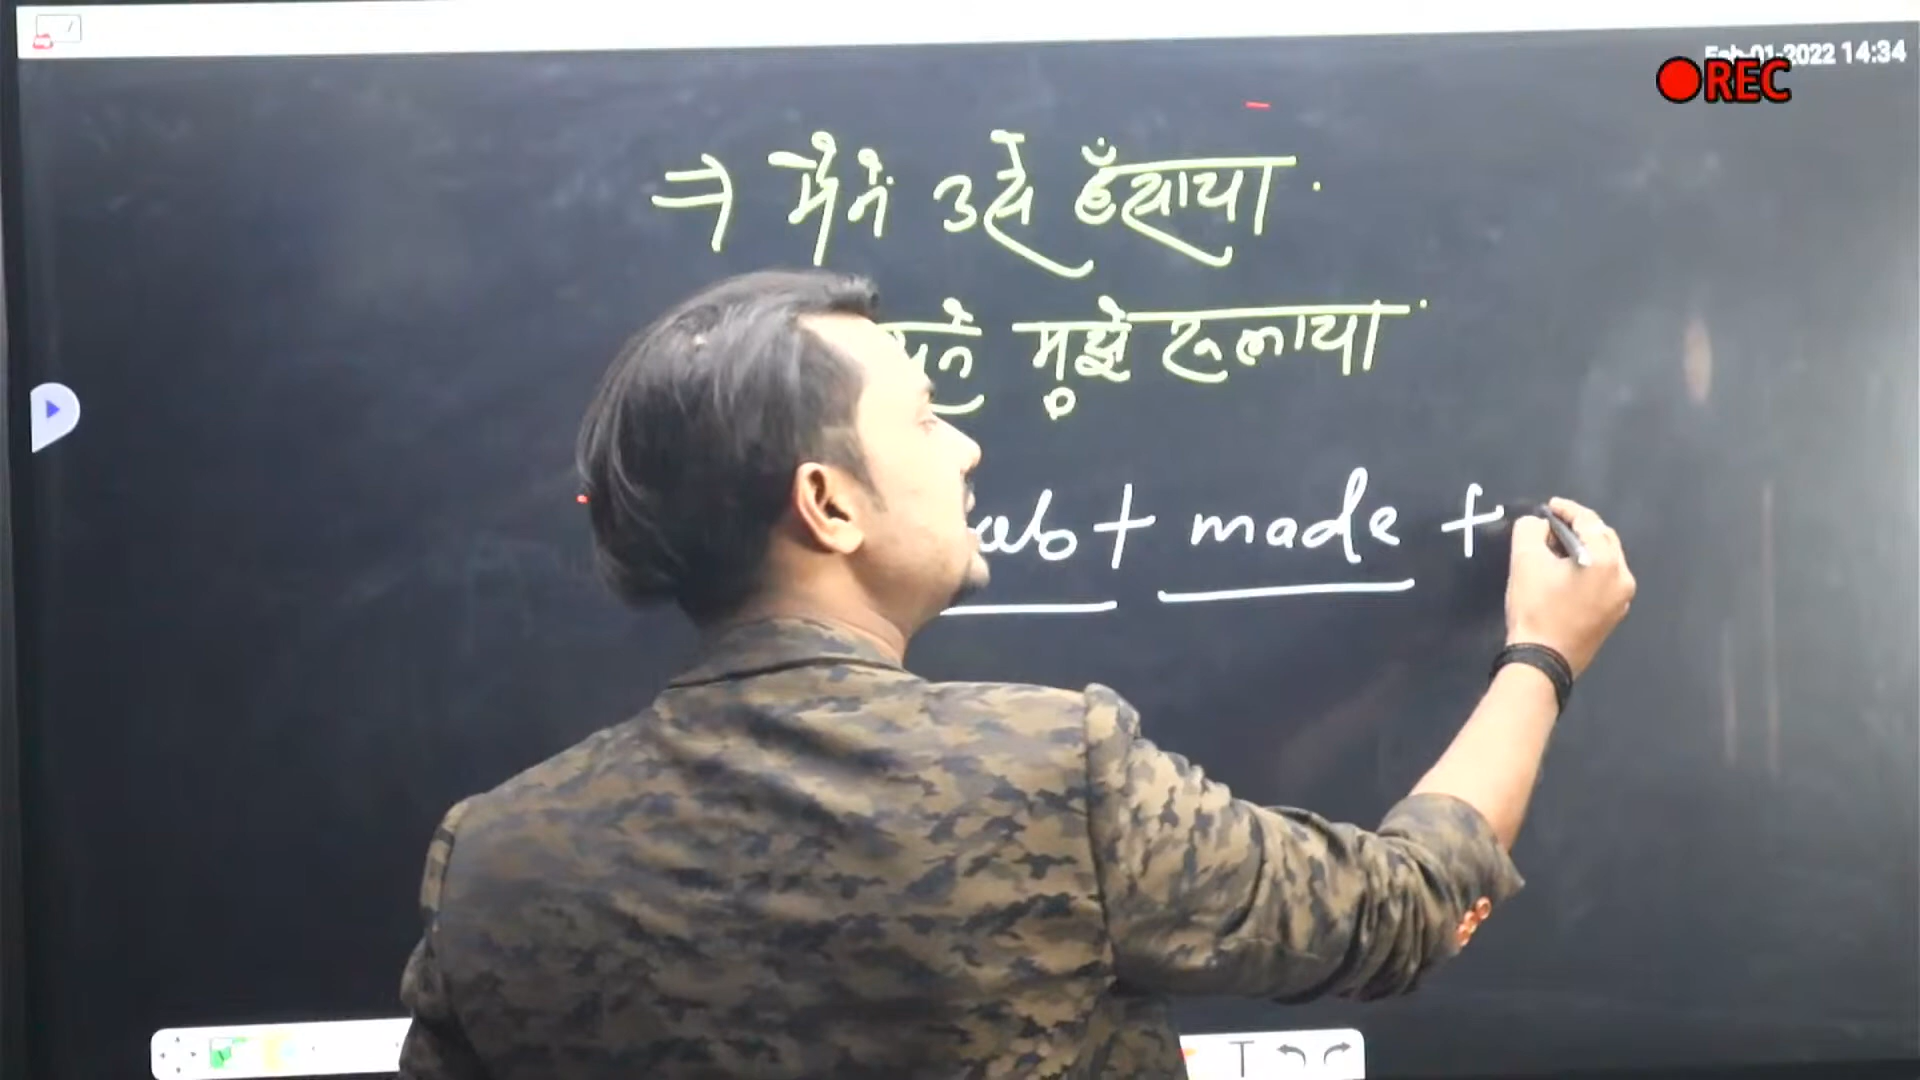 Feb-01-2022 14:34
REC
⇒ मैने उसे हँसाया.
मुझे रूलाया.
+ made +
T